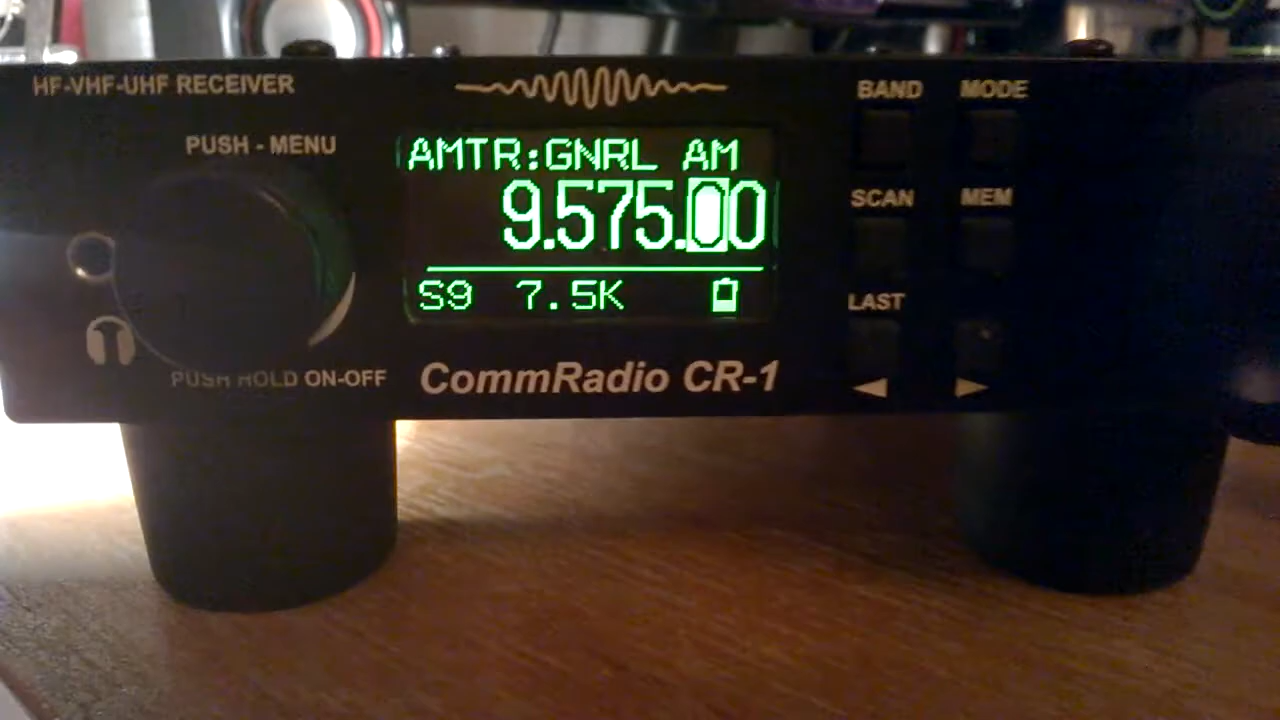 HF-VHF-UHF RECEIVER
PUSH - MENU
AMTR:GNRL AM
9.575.00
S9 7.5K
PUSH HOLD ON-OFF
CommRadio CR-1
BAND MODE
SCAN MEM
LAST